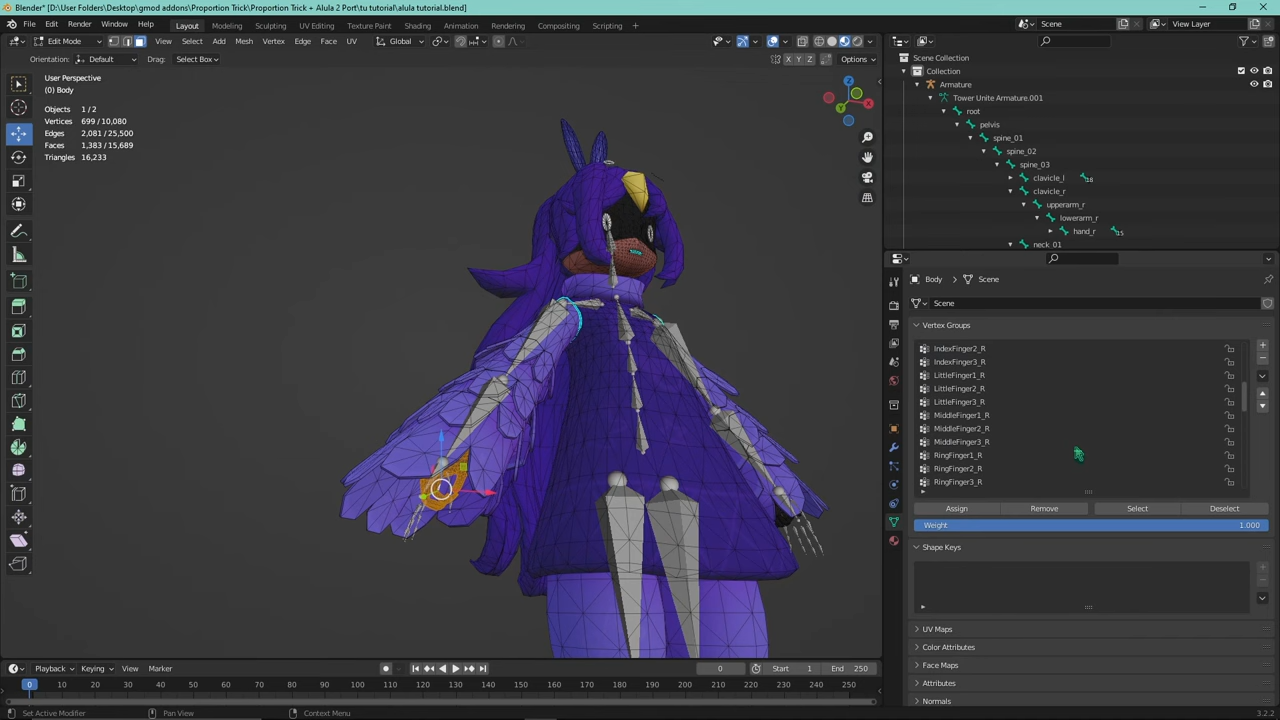 Blender* [D:\User Folders\Desktop\gmod addons\Proportion Trick\Proportion Trick - Alula 2 Port\tu tutorial\alula tutorial.blend]
File Edit Render Window Help Layout Modeling Sculpting UV Editing Texture Paint Shading Animation Rendering Compositing Geometry Nodes Scripting Scene View Layer
Edit Mode View Select Add Mesh Vertex Edge Face UV Global
Orientation: Default Drag: Select Box X Y Z Options
User Perspective
(0) Body
Objects 1/2
Vertices 699/10,080
Edges 2,081/25,500
Faces 1,383/15,689
Triangles 16,233
Z
X
Y
Scene Collection
Collection
Armature
Tower Unite Armature.001
root
pelvis
spine_01
spine_02
spine_03
clavicle_l 18
clavicle_r
upperarm_r
lowerarm_r
hand_r 15
neck_01
Body Scene
Scene
Vertex Groups
IndexFinger2_R
IndexFinger3_R
LittleFinger1_R
LittleFinger2_R
LittleFinger3_R
MiddleFinger1_R
MiddleFinger2_R
MiddleFinger3_R
RingFinger1_R
RingFinger2_R
RingFinger3_R
Assign Remove Select Deselect
Weight 1.000
Shape Keys
UV Maps
Color Attributes
Face Maps
Attributes
Normals
Playback Keying View Marker 0 Start 1 End 250
0 10 20 30 40 50 60 70 80 90 100 110 120 130 140 150 160 170 180 190 200 210 220 230 240 250
Set Active Modifier Pan View Context Menu 3.2.2